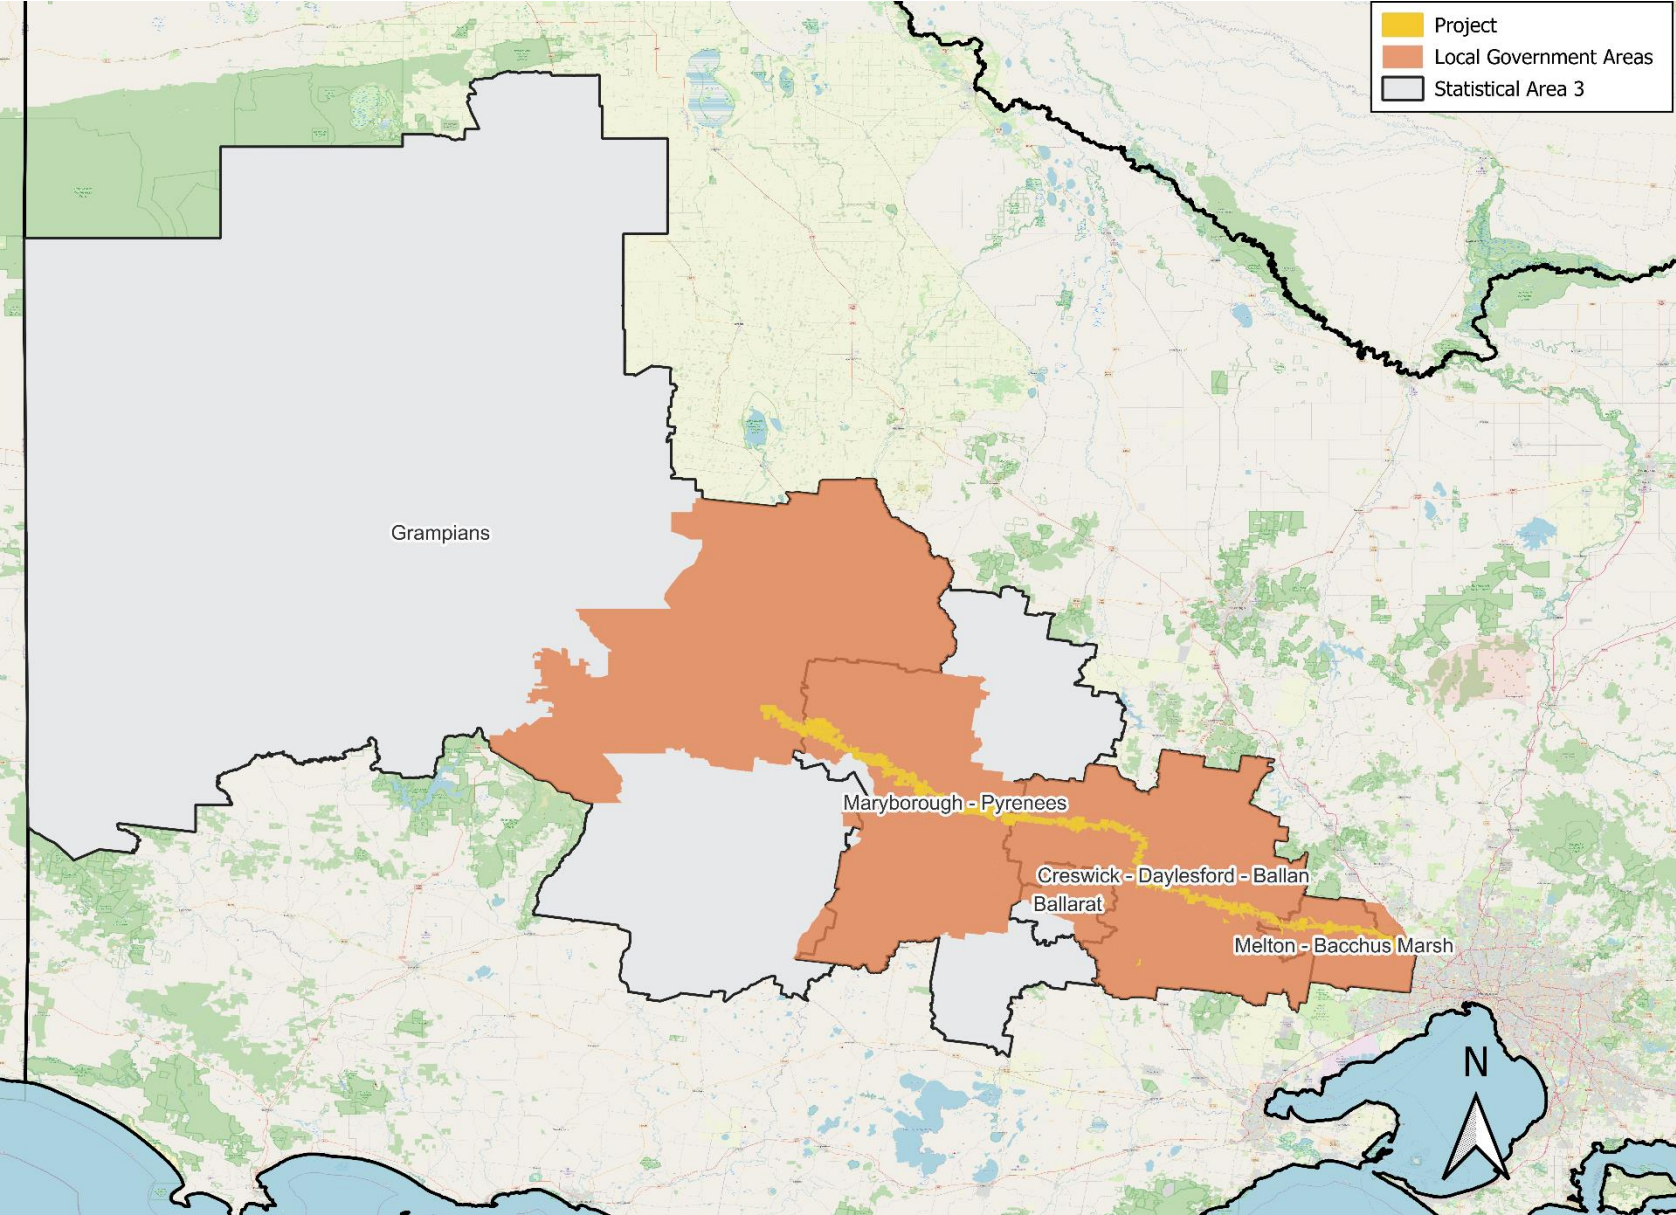 Project
Local Government Areas
Statistical Area 3
Grampians
Maryborough - Pyrenees
Creswick - Daylesford - Ballan
Ballarat
Melton - Bacchus Marsh
N